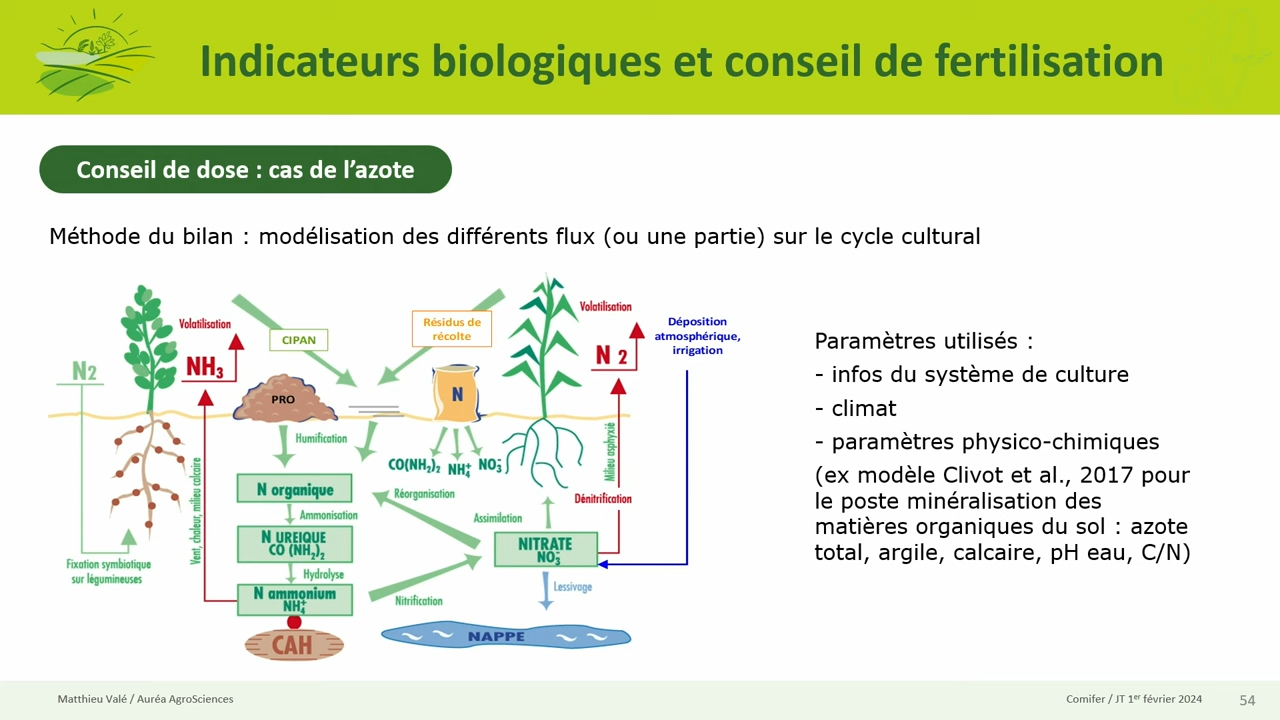 Indicateurs biologiques et conseil de fertilisation
Conseil de dose : cas de l’azote
Méthode du bilan : modélisation des différents flux (ou une partie) sur le cycle cultural
Volatilisation
NH3
N2
CIPAN
Résidus de
récolte
Volatilisation
N 2
Déposition
atmosphérique,
irrigation
PRO
N
Humification
CO(NH2)2 NH4+ NO3-
Milieu asphyxié
Vent, chaleur, milieu calcaire
N organique
Réorganisation
Dénitrification
Ammonisation
Assimilation
N UREIQUE
CO (NH2)2
NITRATE
NO3-
Fixation symbiotique
sur légumineuses
Hydrolyse
Lessivage
N ammonium
NH4+
Nitrification
CAH
NAPPE
Paramètres utilisés :
- infos du système de culture
- climat
- paramètres physico-chimiques
(ex modèle Clivot et al., 2017 pour
le poste minéralisation des
matières organiques du sol : azote
total, argile, calcaire, pH eau, C/N)
Matthieu Valé / Auréa AgroSciences
Comifer / JT 1er février 2024
54